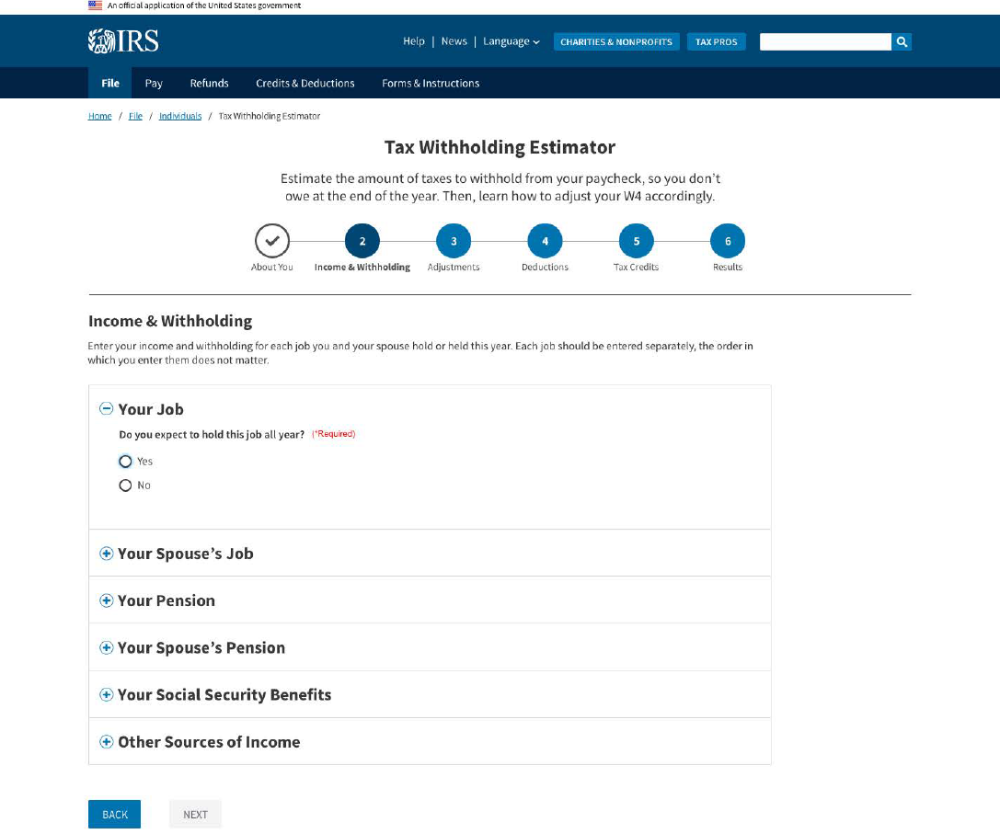 An official application of the United States government
IRS
Help | News | Language
CHARITIES & NONPROFITS
TAX PROS
File
Pay
Refunds
Credits & Deductions
Forms & Instructions
Home / File / Individuals / Tax Withholding Estimator
Tax Withholding Estimator
Estimate the amount of taxes to withhold from your paycheck, so you don’t
owe at the end of the year. Then, learn how to adjust your W4 accordingly.
2
3
4
5
6
About You
Income & Withholding
Adjustments
Deductions
Tax Credits
Results
Income & Withholding
Enter your income and withholding for each job you and your spouse hold or held this year. Each job should be entered separately, the order in
which you enter them does not matter.
Your Job
Do you expect to hold this job all year? (*Required)
Yes
No
Your Spouse’s Job
Your Pension
Your Spouse’s Pension
Your Social Security Benefits
Other Sources of Income
BACK
NEXT